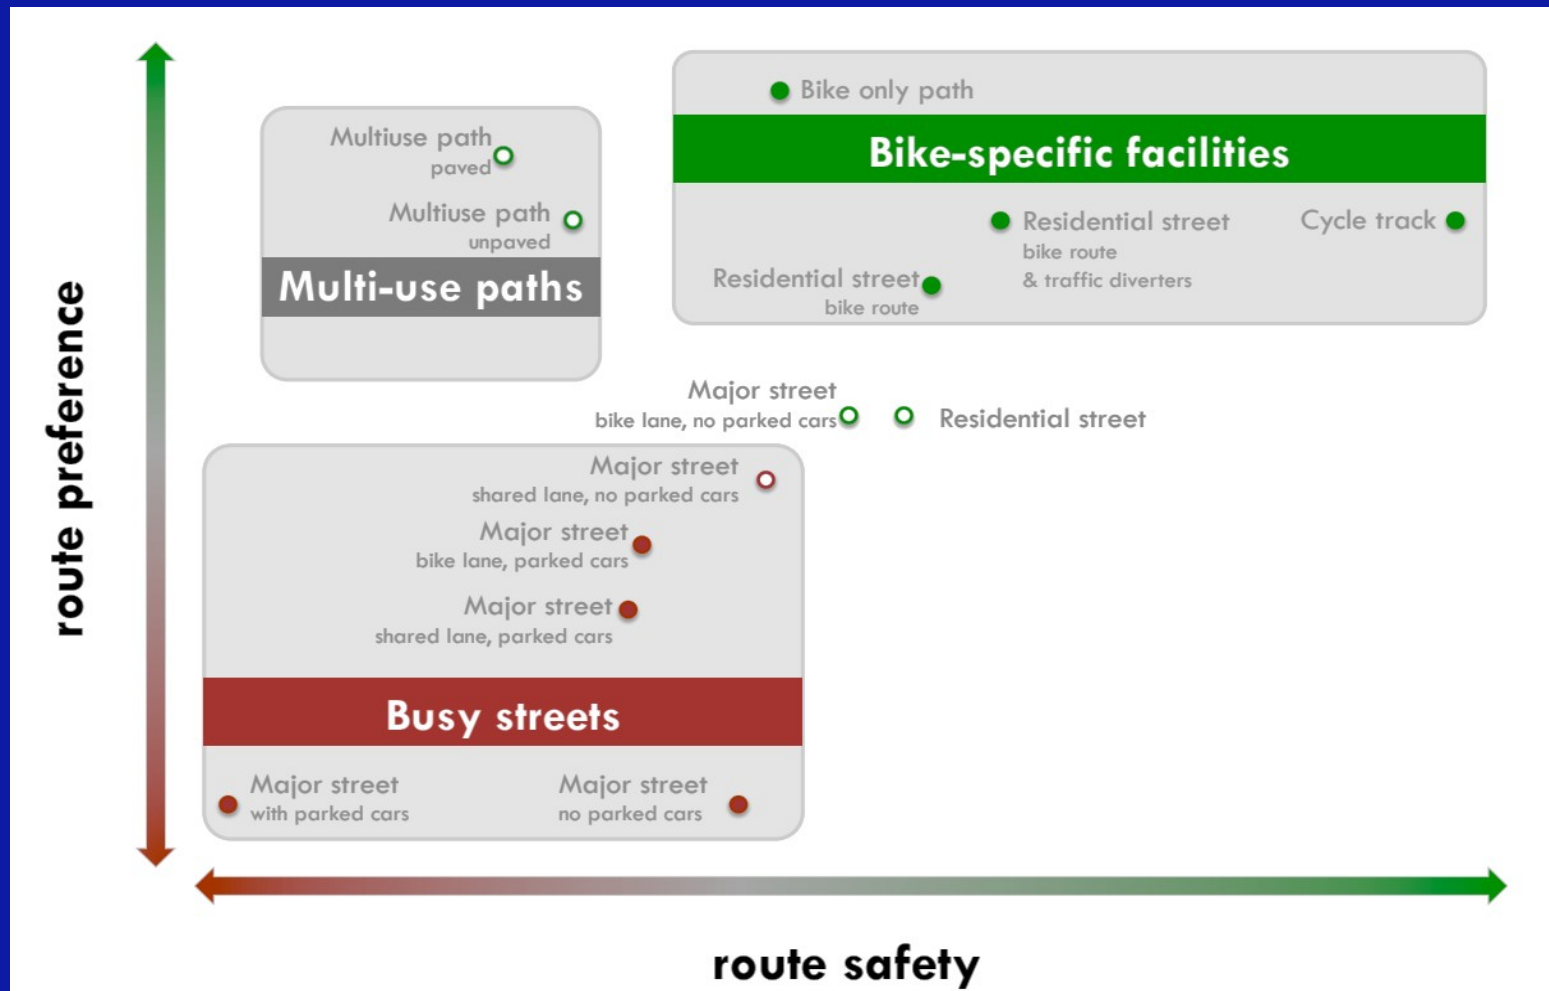 Bike only path
Multiuse path
paved
Bike-specific facilities
Multiuse path
unpaved
Residential street
bike route
& traffic diverters
Cycle track
Multi-use paths
Residential street
bike route
route preference
Major street
bike lane, no parked cars
Residential street
Major street
shared lane, no parked cars
Major street
bike lane, parked cars
Major street
shared lane, parked cars
Busy streets
Major street
with parked cars
Major street
no parked cars
route safety